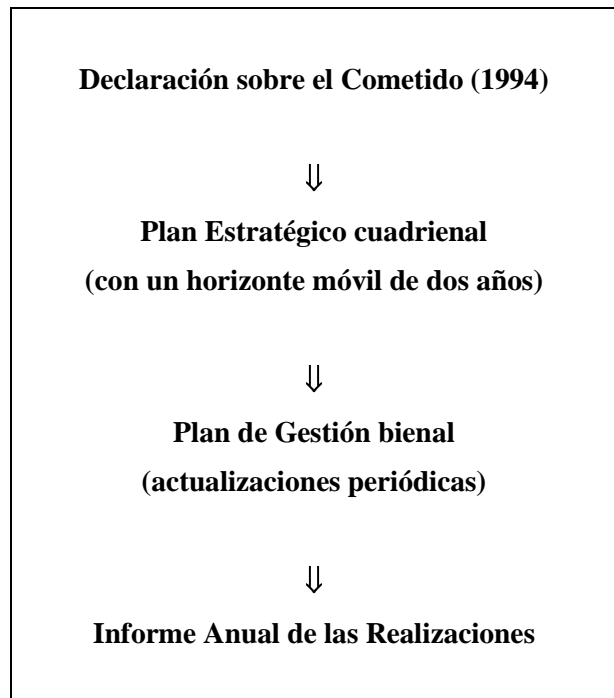 Declaración sobre el Cometido (1994)
⇓
Plan Estratégico cuadrienal
(con un horizonte móvil de dos años)
⇓
Plan de Gestión bienal
(actualizaciones periódicas)
⇓
Informe Anual de las Realizaciones